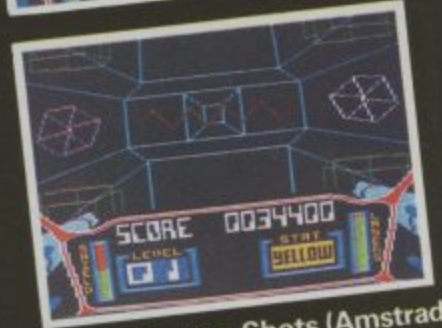 SCORE 0034400
LEVEL
STAT
YELLOW
Shots (Amstrad